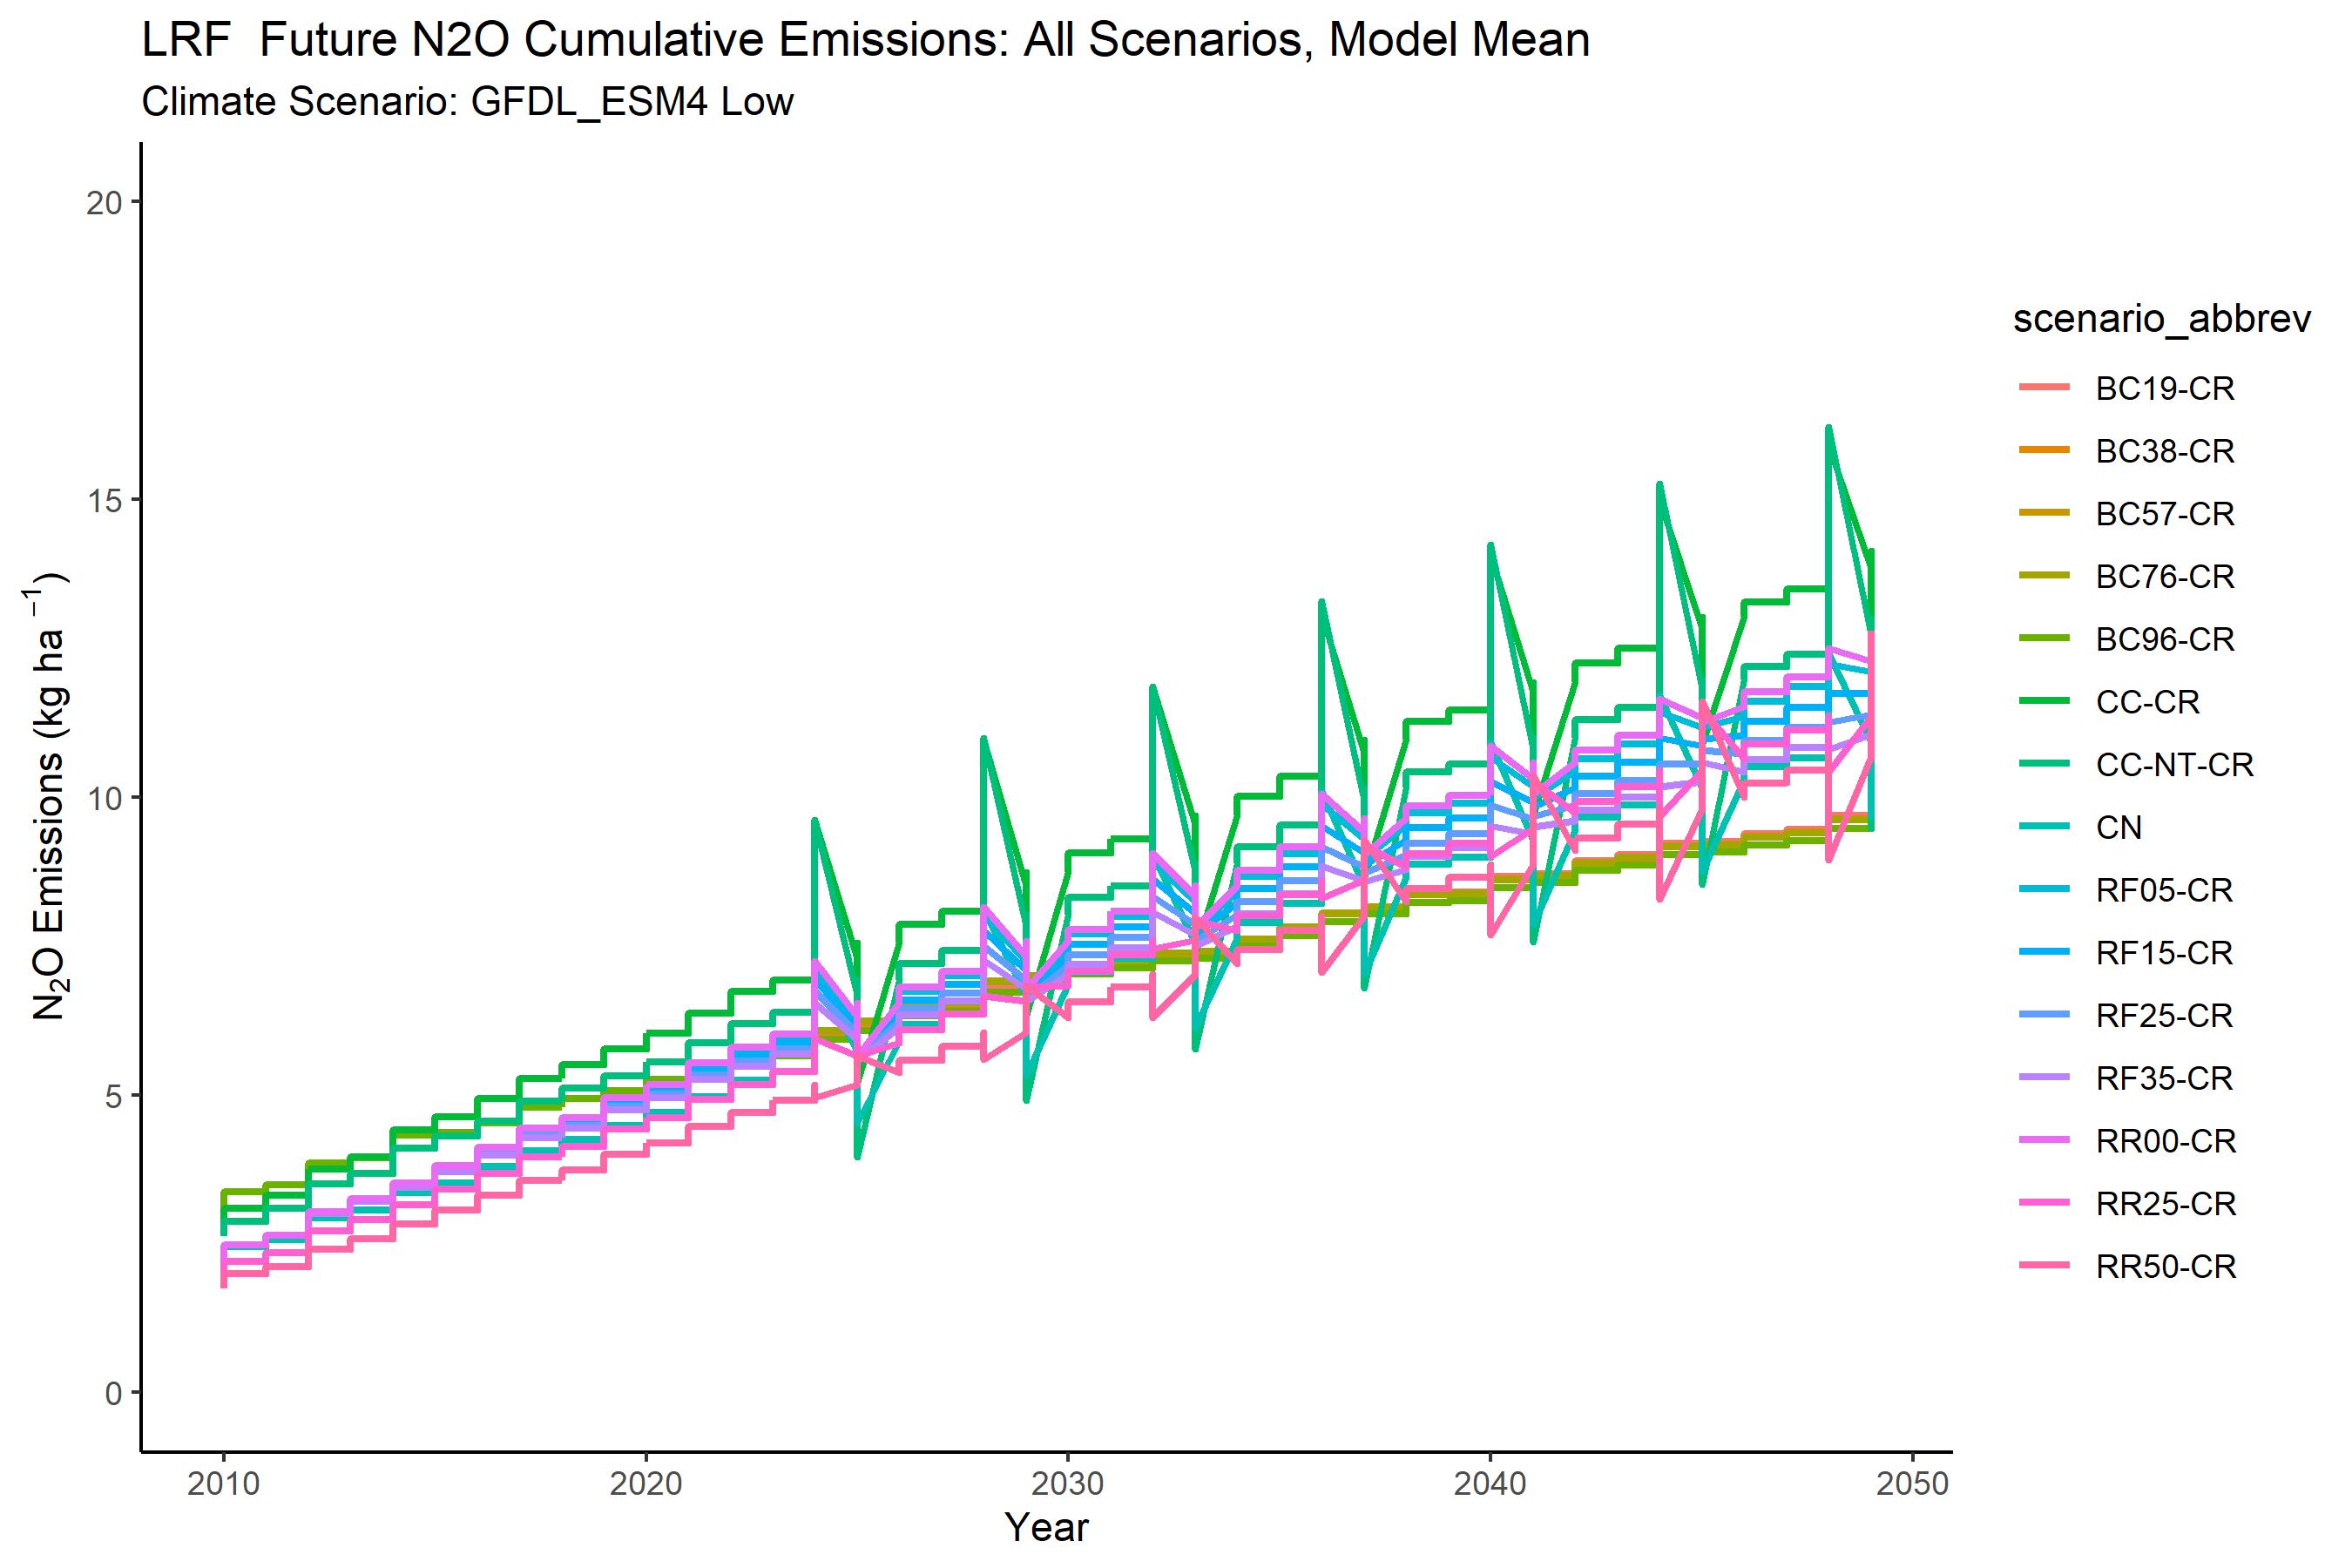 LRF  Future N2O Cumulative Emissions: All Scenarios, Model Mean
Climate Scenario: GFDL_ESM4 Low
N₂O Emissions (kg ha ⁻¹)
20
15
10
5
0
2010
2020
2030
2040
2050
Year
scenario_abbrev
BC19-CR
BC38-CR
BC57-CR
BC76-CR
BC96-CR
CC-CR
CC-NT-CR
CN
RF05-CR
RF15-CR
RF25-CR
RF35-CR
RR00-CR
RR25-CR
RR50-CR